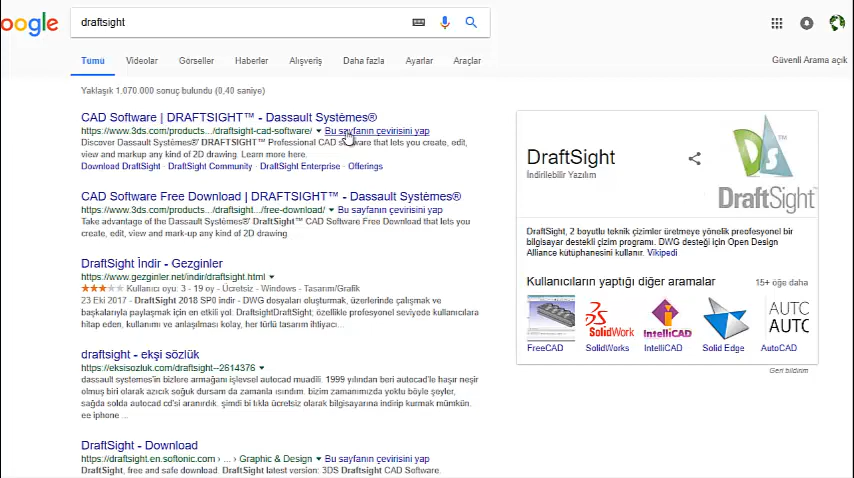 oogle
draftsight
Tümü Videolar Görseller Haberler Alışveriş Daha fazla Ayarlar Araçlar
Güvenli Arama açık
Yaklaşık 1.070.000 sonuç bulundu (0,40 saniye)
CAD Software | DRAFTSIGHT™ - Dassault Systèmes®
https://www.3ds.com/products.../draftsight-cad-software/ ▼ Bu sayfanın çevirisini yap
Discover Dassault Systèmes® DRAFTSIGHT™ Professional CAD software that lets you create, edit,
view and markup any kind of 2D drawing. Learn more here.
Download DraftSight · DraftSight Community · DraftSight Enterprise · Offerings
CAD Software Free Download | DRAFTSIGHT™ - Dassault Systèmes®
https://www.3ds.com/products.../draftsight.../free-download/ ▼ Bu sayfanın çevirisini yap
Take advantage of the Dassault Systèmes® DraftSight™ CAD Software Free Download that lets you
create, edit, view and mark-up any kind of 2D drawing.
DraftSight İndir - Gezginler
https://www.gezginler.net/indir/draftsight.html ▼
Kullanıcı oyu: 3 - 19 oy - Ücretsiz - Windows - Tasarım/Grafik
23 Eki 2017 - DraftSight 2018 SP0 indir - DWG dosyaları oluşturmak, üzerlerinde çalışmak ve
başkalarıyla paylaşmak için en etkili yol. DraftsightDraftSight; özellikle profesyonel seviyede kullanıcılara
hitap eden, kullanımı ve anlaşılması kolay, her türlü tasarım ihtiyacı...
draftsight - ekşi sözlük
https://eksisozluk.com/draftsight--2614376 ▼
dassault systemes'in bizlere armağanı işlevsel autocad muadili. 1999 yılından beri autocad'le haşır neşir
olmuş biri olarak azıcık soğuk dursam da zamanla ısındım. bizim zamanımızda yoktu böyle şeyler,
sağda solda autocad cd'si aranırdık. şimdi bi tıkla ücretsiz olarak bilgisayarına indirip kurmak mümkün.
ee iphone ...
DraftSight - Download
https://draftsight.en.softonic.com › ... › Graphic & Design ▼ Bu sayfanın çevirisini yap
DraftSight, free and safe download. DraftSight latest version: 3DS Draftsight CAD Software.
DraftSight
İndirilebilir Yazılım
DS™
DraftSight
DraftSight, 2 boyutlu teknik çizimler üretmeye yönelik preofesyonel bir
bilgisayar destekli çizim programı. DWG desteği için Open Design
Alliance kütüphanesini kullanır. Vikipedi
Kullanıcıların yaptığı diğer aramalar 15+ öğe daha
SolidWork
IntelliCAD
AUTO
AUTC
FreeCAD SolidWorks IntelliCAD Solid Edge AutoCAD
Geri bildirim